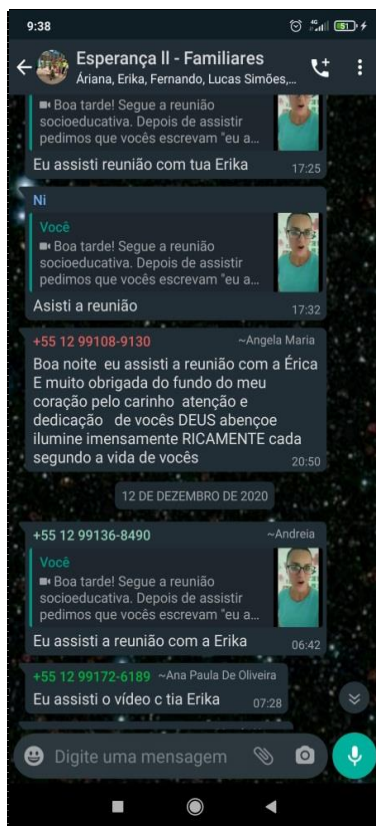 9:38
4G
51
Esperança ll - Familiares
Áriana, Erika, Fernando, Lucas Simões,...
Boa tarde! Segue a reunião
socioeducativa. Depois de assistir
pedimos que vocês escrevam "eu a...
Eu assisti reunião com tua Erika
17:25
Ni
Você
Boa tarde! Segue a reunião
socioeducativa. Depois de assistir
pedimos que vocês escrevam "eu a...
Asisti a reunião
17:32
+55 12 99108-9130 ~Angela Maria
Boa noite eu assisti a reunião com a Érica
E muito obrigada do fundo do meu
coração pelo carinho atenção e
dedicação de vocês DEUS abençoe
ilumine imensamente RICAMENTE cada
segundo a vida de vocês
20:50
12 DE DEZEMBRO DE 2020
+55 12 99136-8490 ~Andreia
Você
Boa tarde! Segue a reunião
socioeducativa. Depois de assistir
pedimos que vocês escrevam "eu a...
Eu assisti a reunião com a Erika
06:42
+55 12 99172-6189 ~Ana Paula De Oliveira
Eu assisti o vídeo c tia Erika
07:28
Digite uma mensagem